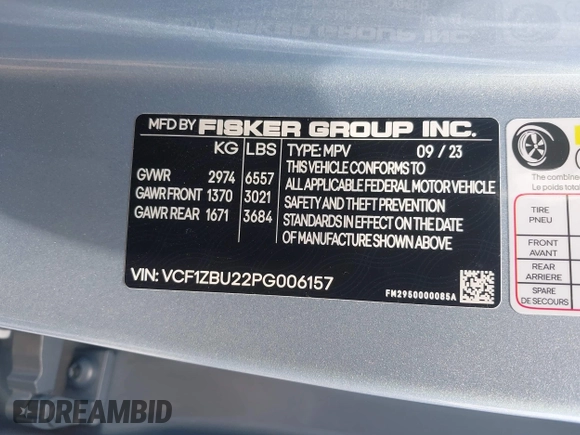 MFD BY FISKER GROUP INC.
KG LBS TYPE: MPV 09 / 23
GVWR 2974 6557 THIS VEHICLE CONFORMS TO
GAWR FRONT 1370 3021 ALL APPLICABLE FEDERAL MOTOR VEHICLE
GAWR REAR 1671 3684 SAFETY AND THEFT PREVENTION
STANDARDS IN EFFECT ON THE DATE
OF MANUFACTURE SHOWN ABOVE
VIN: VCF1ZBU22PG006157
FM29S0000085A
The combine
Le poids total
TIRE
PNEU
FRONT
AVANT
REAR
ARRIERE
SPARE
DE SECOURS
DREAMBID